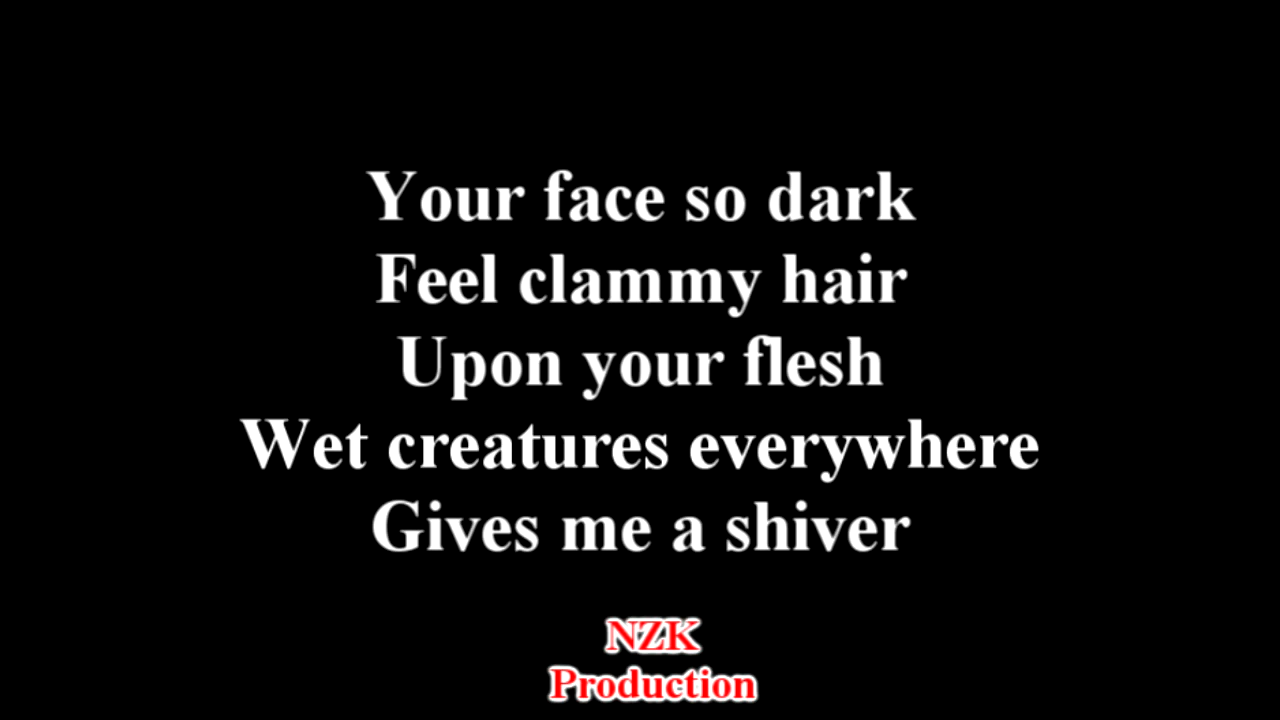 Your face so dark
Feel clammy hair
Upon your flesh
Wet creatures everywhere
Gives me a shiver
NZK
Production